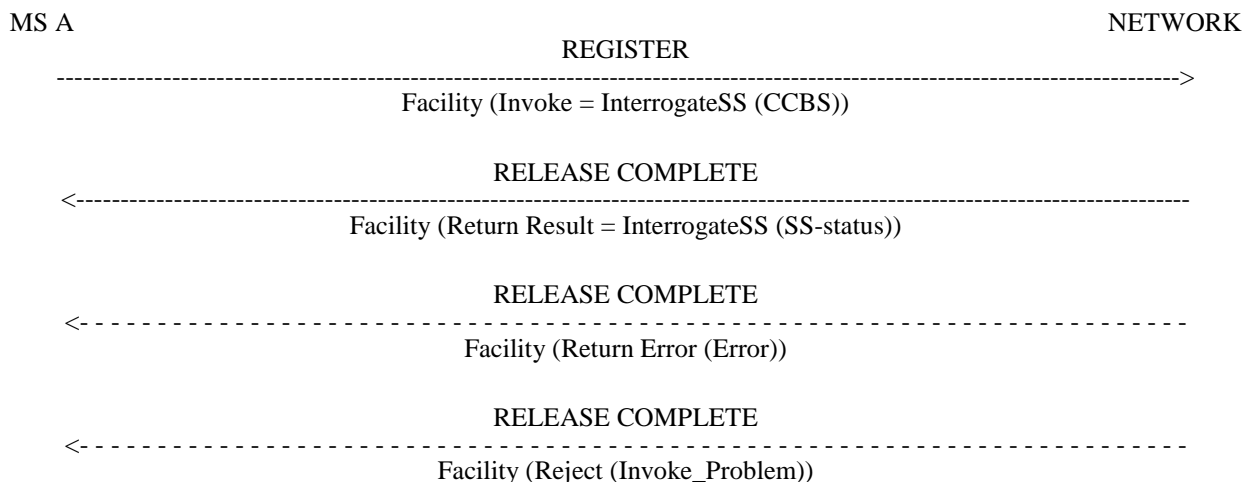 MS A NETWORK
REGISTER
Facility (Invoke = InterrogateSS (CCBS))
RELEASE COMPLETE
Facility (Return Result = InterrogateSS (SS-status))
RELEASE COMPLETE
Facility (Return Error (Error))
RELEASE COMPLETE
Facility (Reject (Invoke_Problem))